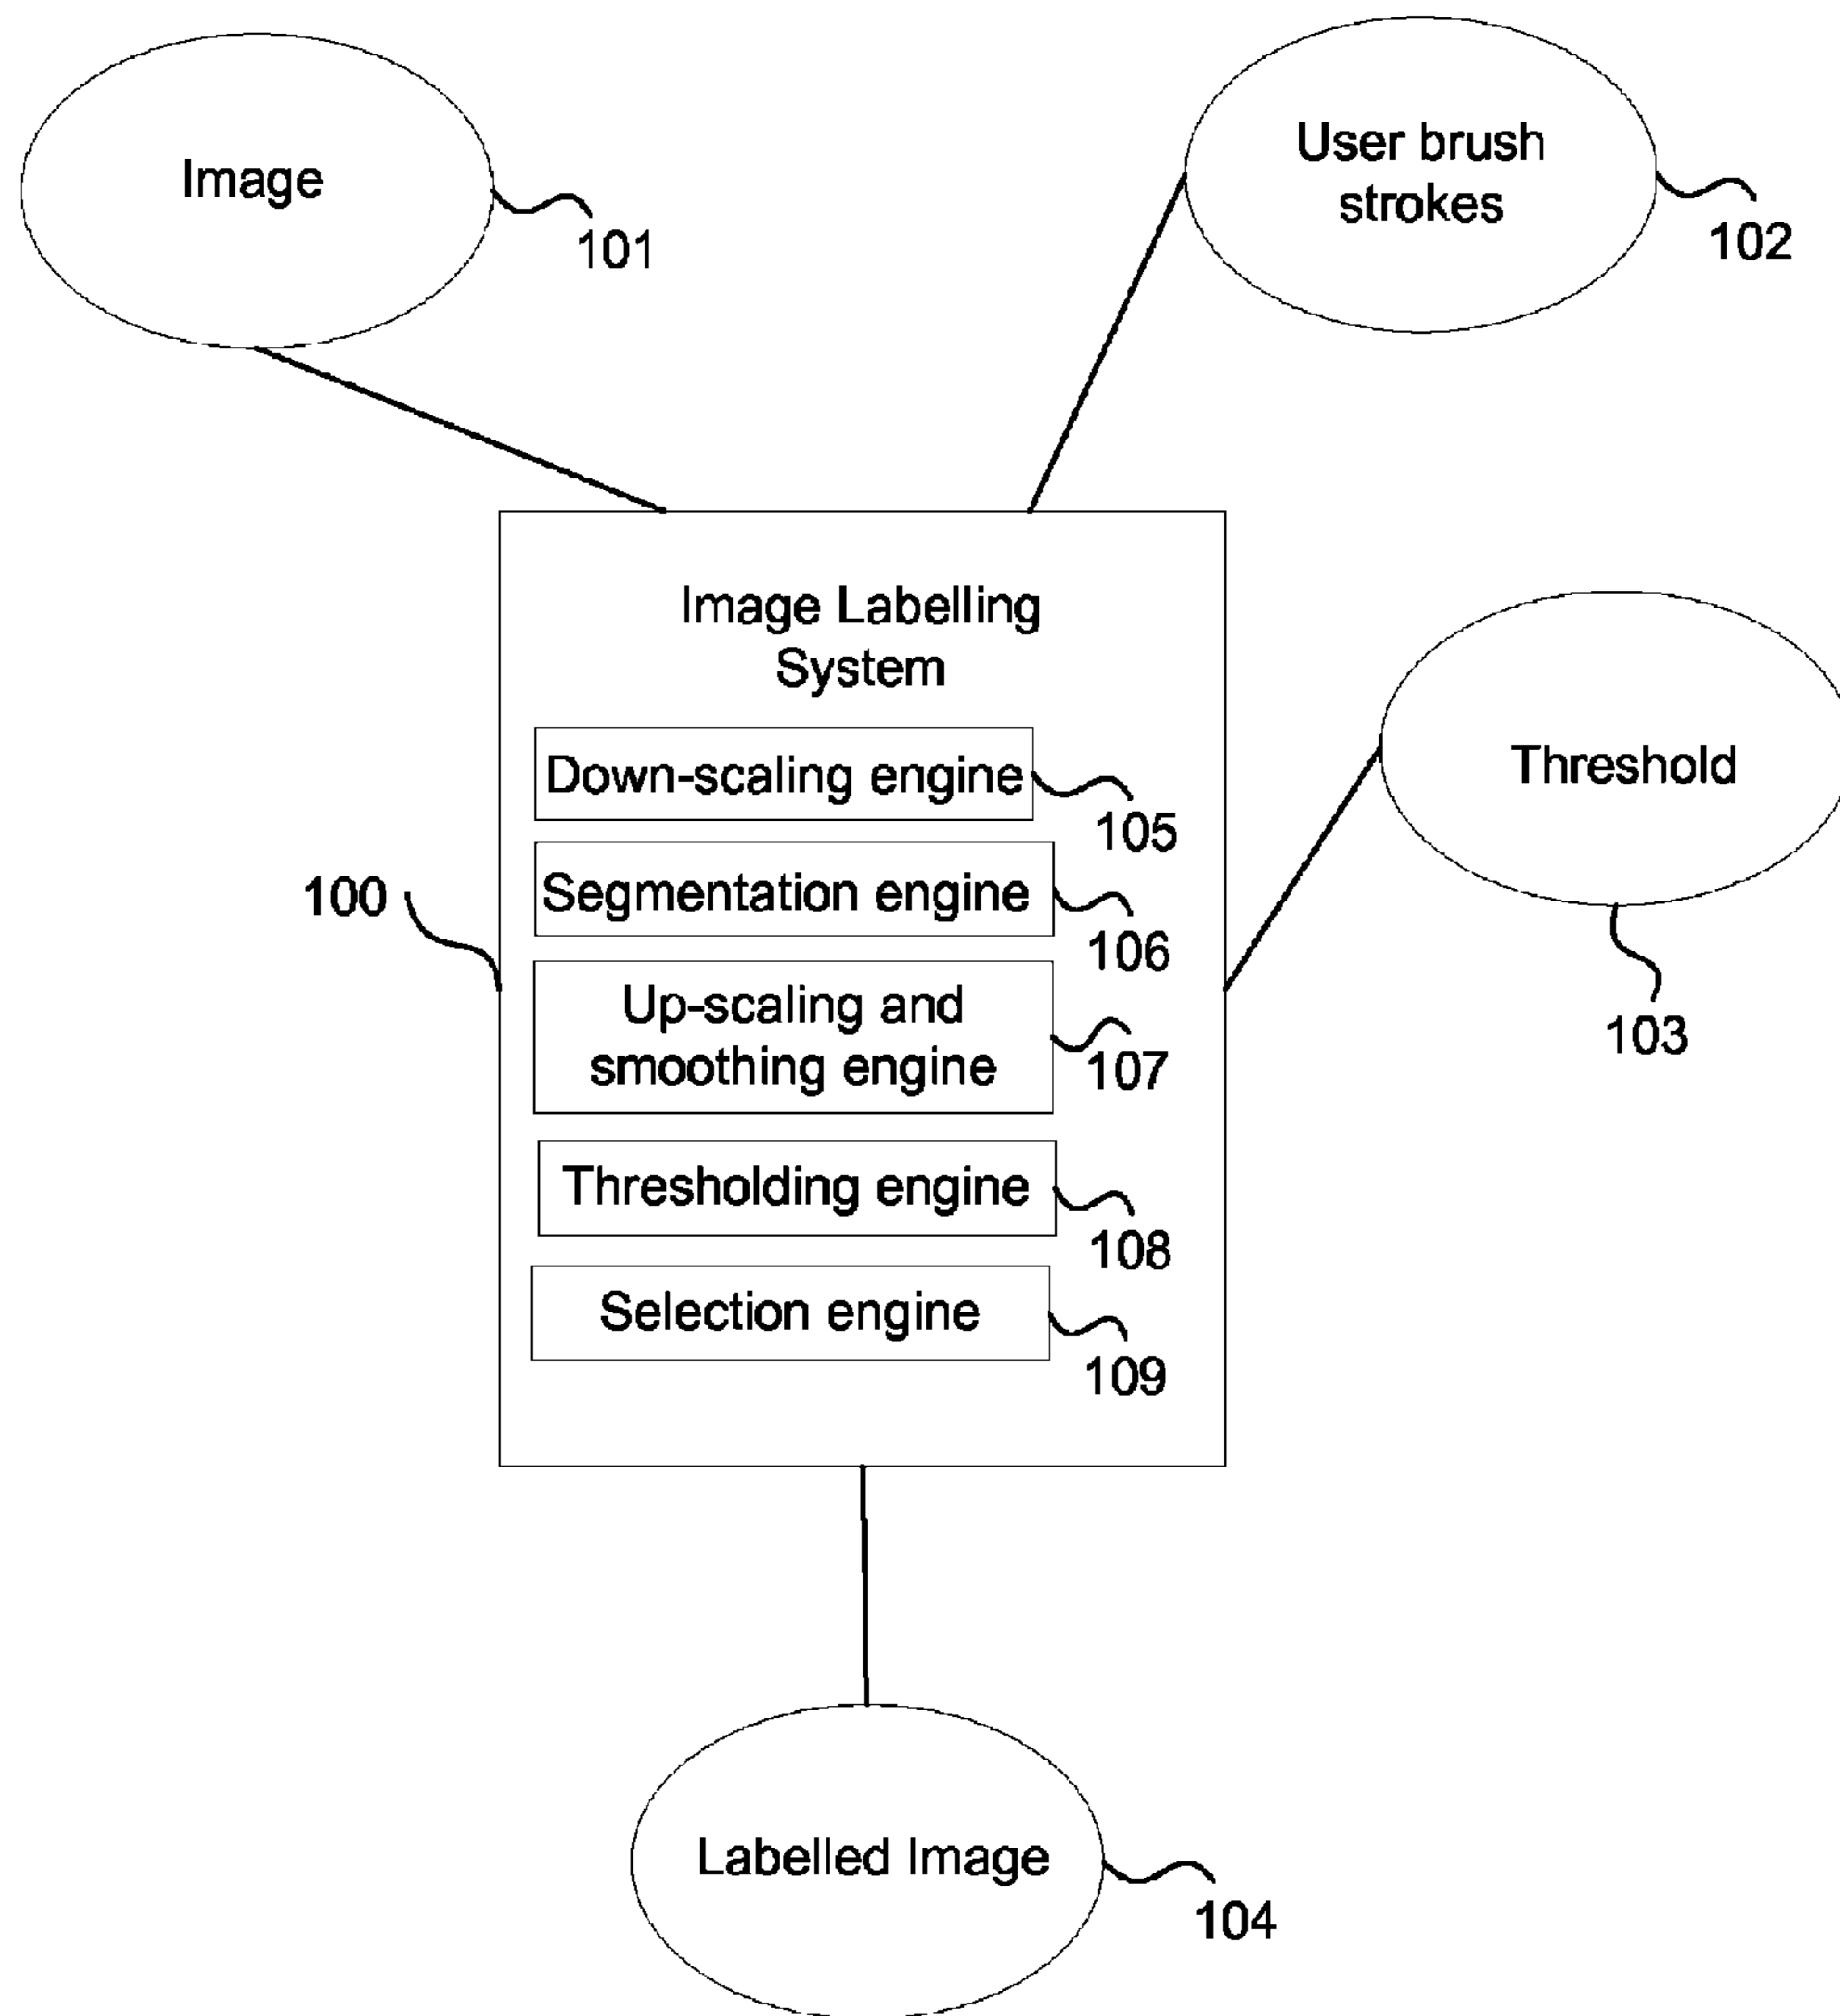 Image
101
User brush
strokes
102
Image Labelling
System
Down-scaling engine
105
Threshold
103
100
Segmentation engine
106
Up-scaling and
smoothing engine
107
Thresholding engine
108
Selection engine
109
Labelled Image
104